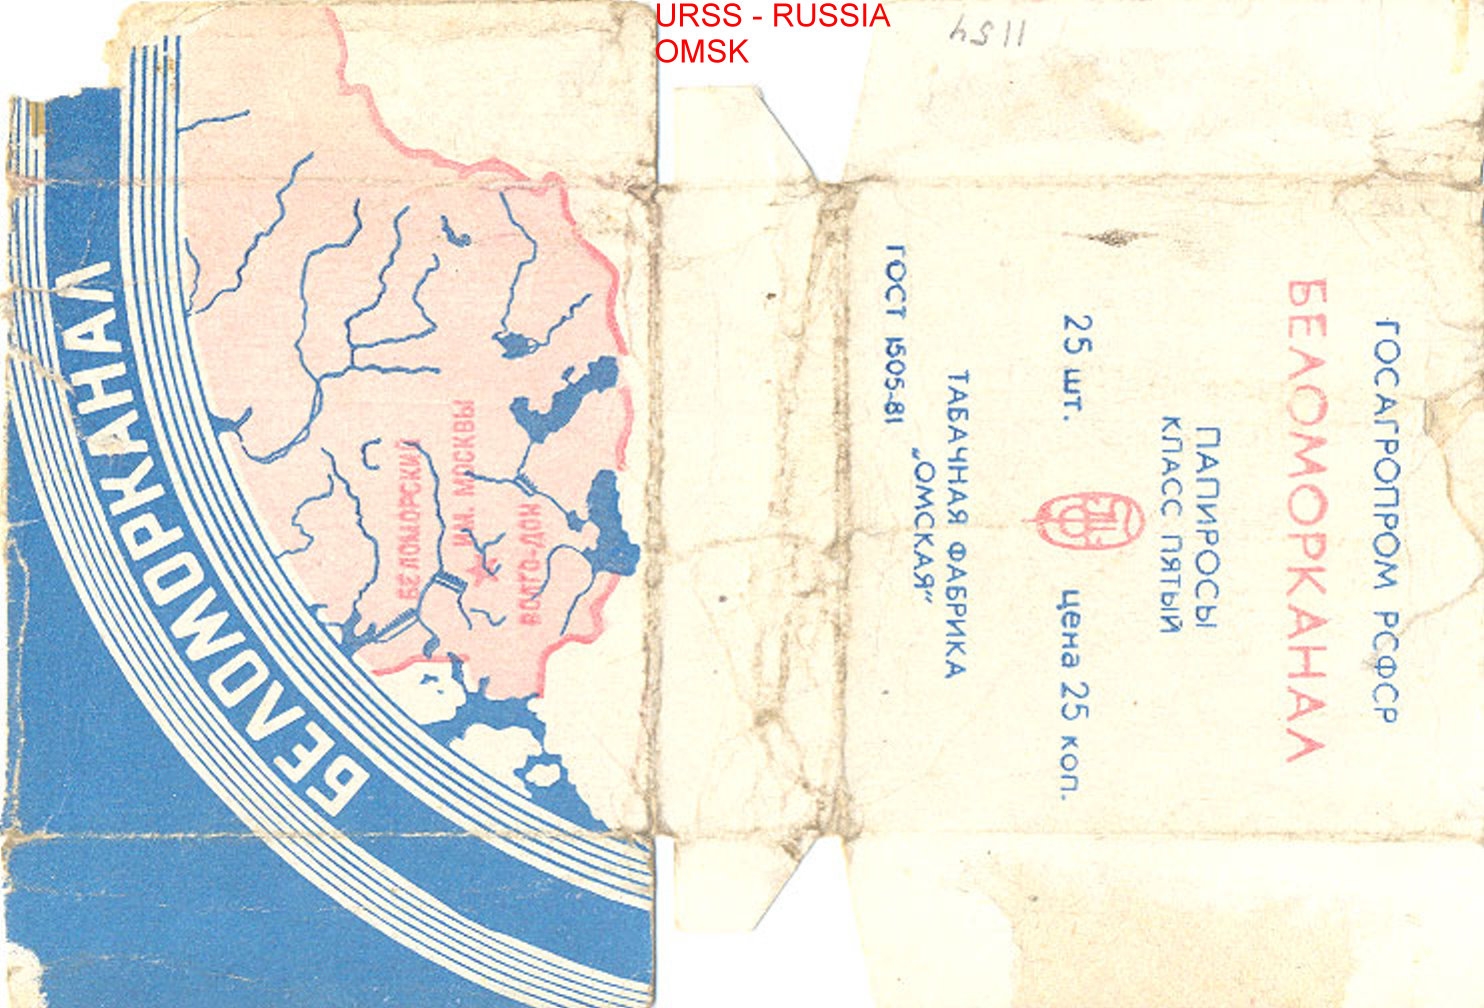 URSS - RUSSIA
OMSK
1154
БЕЛОМОРКАНАЛ
БЕЛОМОРСКИЙ
ИМ. МОСКВЫ
ВОЛГО-ДОН
ГОСАГРОПРОМ РСФСР
БЕЛОМОРКАНАЛ
ПАПИРОСЫ
КЛАСС ПЯТЫЙ
25 шт. цена 25 коп.
ТАБАЧНАЯ ФАБРИКА
„ОМСКАЯ“
ГОСТ 1505-81